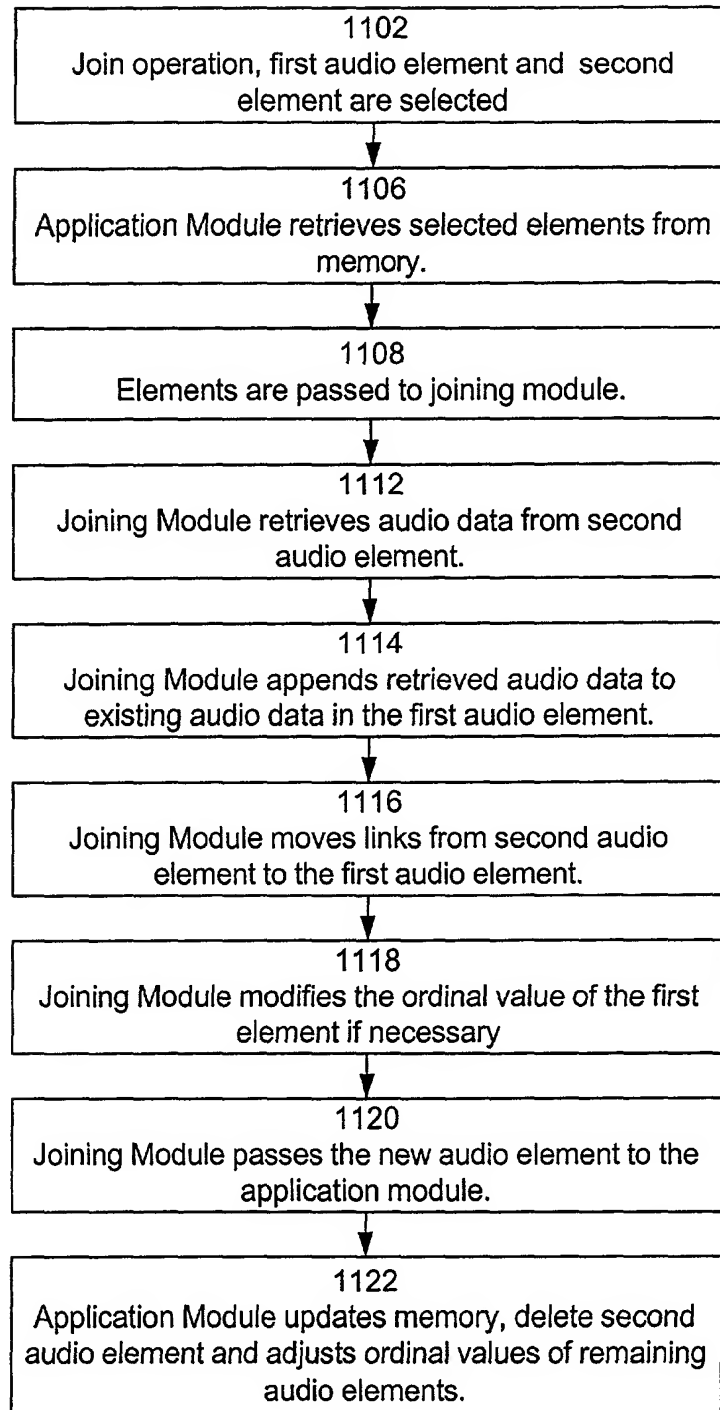 1102
Join operation, first audio element and second
element are selected
1106
Application Module retrieves selected elements from
memory.
1108
Elements are passed to joining module.
1112
Joining Module retrieves audio data from second
audio element.
1114
Joining Module appends retrieved audio data to
existing audio data in the first audio element.
1116
Joining Module moves links from second audio
element to the first audio element.
1118
Joining Module modifies the ordinal value of the first
element if necessary
1120
Joining Module passes the new audio element to the
application module.
1122
Application Module updates memory, delete second
audio element and adjusts ordinal values of remaining
audio elements.